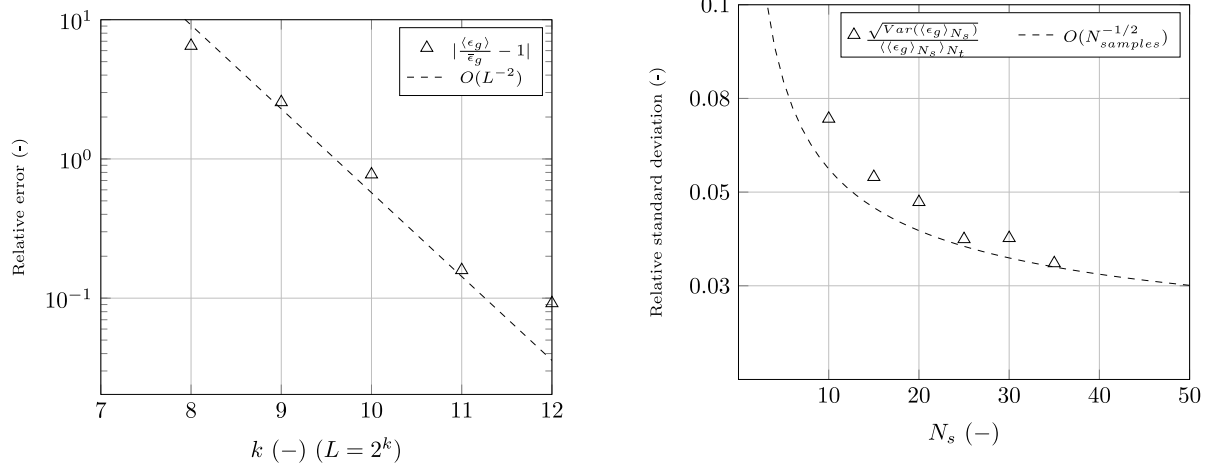 Relative error (-)
10^1
10^0
10^{-1}
7 8 9 10 11 12
k (−) (L = 2^k)
|⟨ϵ_g⟩/ϵ̄_g − 1|
O(L^{−2})
Relative standard deviation (-)
0.1
0.08
0.05
0.03
10 20 30 40 50
N_s (−)
√Var(⟨ϵ_g⟩_{N_s})/⟨⟨ϵ_g⟩_{N_s}⟩_{N_t}
O(N_{samples}^{−1/2})